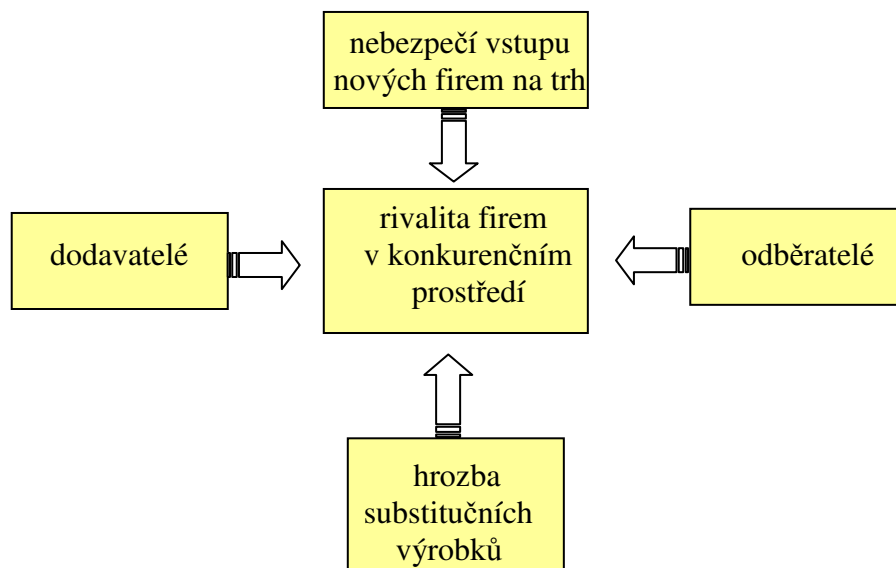 nebezpečí vstupu
nových firem na trh
dodavatelé
rivalita firem
v konkurenčním
prostředí
odběratelé
hrozba
substitučních
výrobků